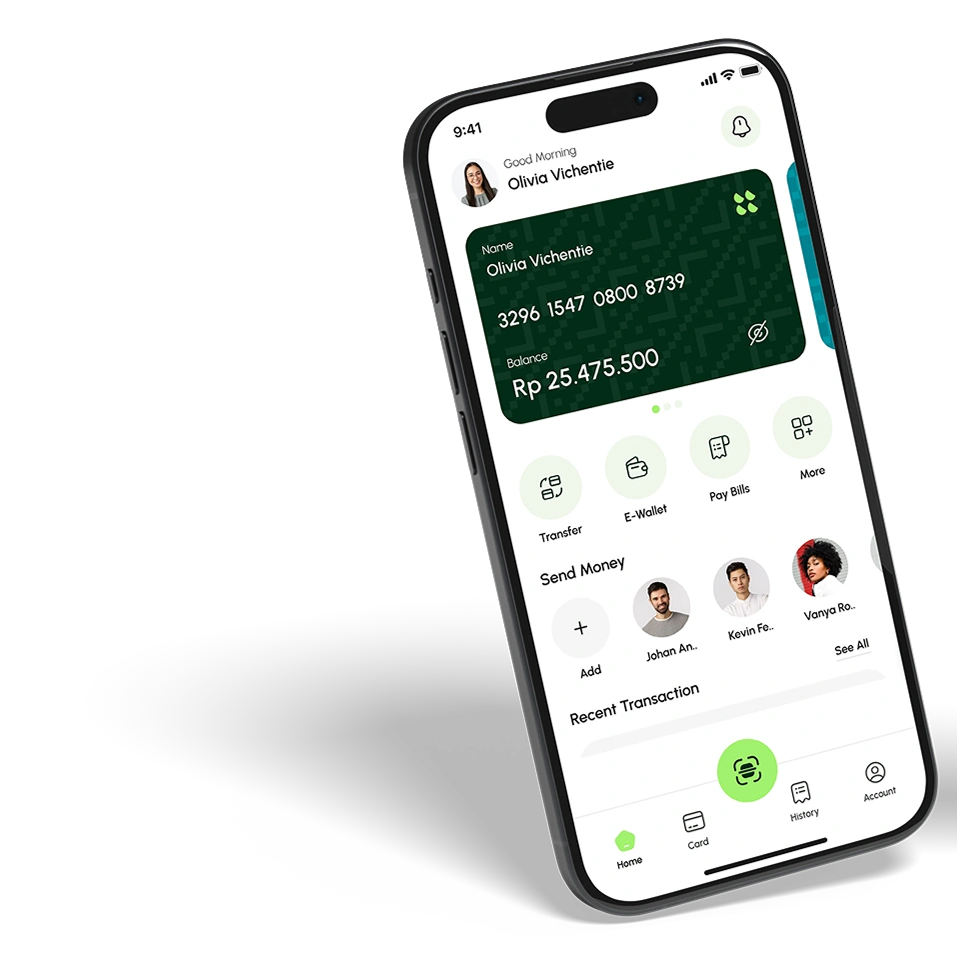 9:41
Good Morning
Olivia Vichentie
Name
Olivia Vichentie
3296 1547 0800 8739
Balance
Rp 25.475.500
Transfer
E-Wallet
Pay Bills
More
Send Money
Add
Johan An..
Kevin Fe..
Vanya Ro..
Recent Transaction
See All
Home
Card
History
Account